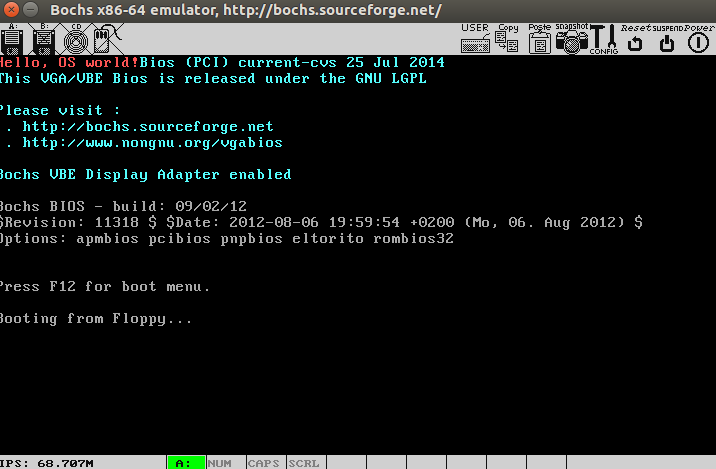 Bochs x86-64 emulator, http://bochs.sourceforge.net/
A: B: CD USER Copy Paste Snapshot CONFIG Reset SUSPEND Power
Hello, OS world!Bios (PCI) current-cvs 25 Jul 2014
This VGA/VBE Bios is released under the GNU LGPL
Please visit :
. http://bochs.sourceforge.net
. http://www.nongnu.org/vgabios
Bochs VBE Display Adapter enabled
Bochs BIOS - build: 09/02/12
$Revision: 11318 $ $Date: 2012-08-06 19:59:54 +0200 (Mo, 06. Aug 2012) $
Options: apmbios pcibios pnpbios eltorito rombios32
Press F12 for boot menu.
Booting from Floppy...
IPS: 68.707M A: NUM CAPS SCRL